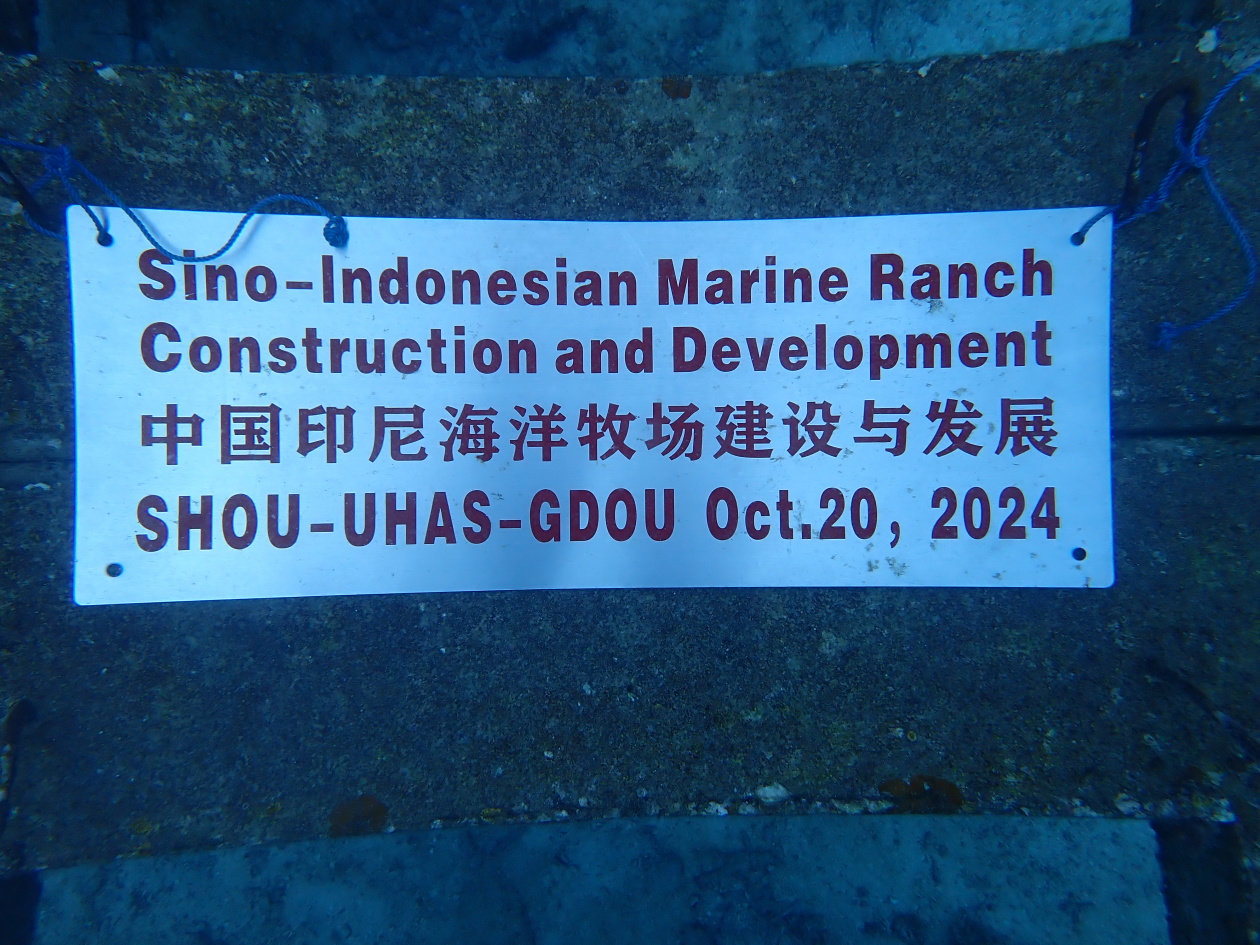 Sino-Indonesian Marine Ranch
Construction and Development
中国印尼海洋牧场建设与发展
SHOU-UHAS-GDOU Oct.20, 2024